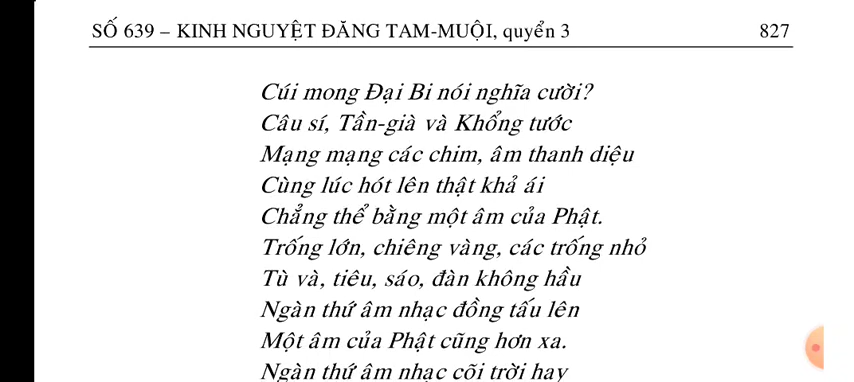 SỐ 639 – KINH NGUYỆT ĐĂNG TAM-MUỘI, quyển 3 827
Cúi mong Đại Bi nói nghĩa cười?
Câu sí, Tần-già và Khổng tước
Mạng mạng các chim, âm thanh diệu
Cùng lúc hót lên thật khả ái
Chẳng thể bằng một âm của Phật.
Trống lớn, chiêng vàng, các trống nhỏ
Tù và, tiêu, sáo, đàn không hầu
Ngàn thứ âm nhạc đồng tấu lên
Một âm của Phật cũng hơn xa.
Ngàn thứ âm nhạc cõi trời hay